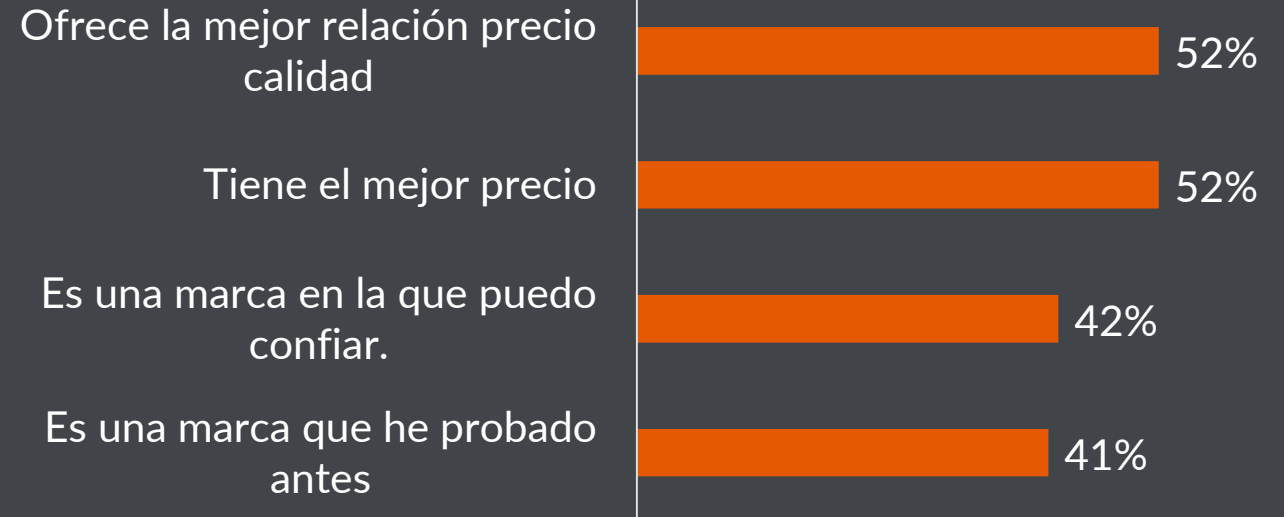 Ofrece la mejor relación precio
calidad
52%
Tiene el mejor precio
52%
Es una marca en la que puedo
confiar.
42%
Es una marca que he probado
antes
41%